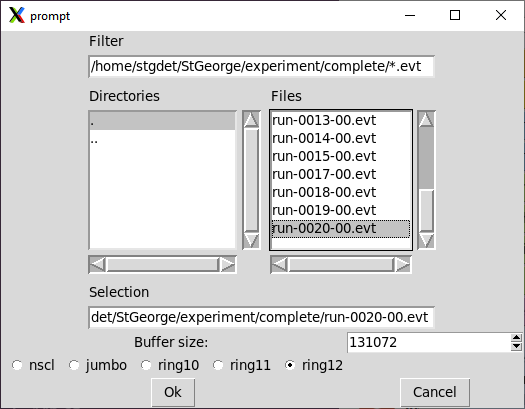 prompt
Filter
/home/stgdet/StGeorge/experiment/complete/*.evt
Directories
Files
.
..
run-0013-00.evt
run-0014-00.evt
run-0015-00.evt
run-0017-00.evt
run-0018-00.evt
run-0019-00.evt
run-0020-00.evt
Selection
det/StGeorge/experiment/complete/run-0020-00.evt
Buffer size:
131072
nscl jumbo ring10 ring11 ring12
Ok Cancel